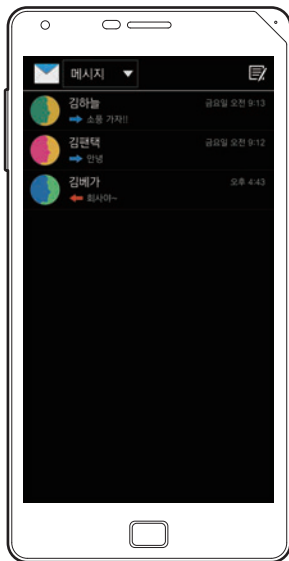 메시지
김하늘
금요일 오전 9:13
소풍 가자!!
김팬택
금요일 오전 9:12
안녕
김베가
오후 4:43
회사야~